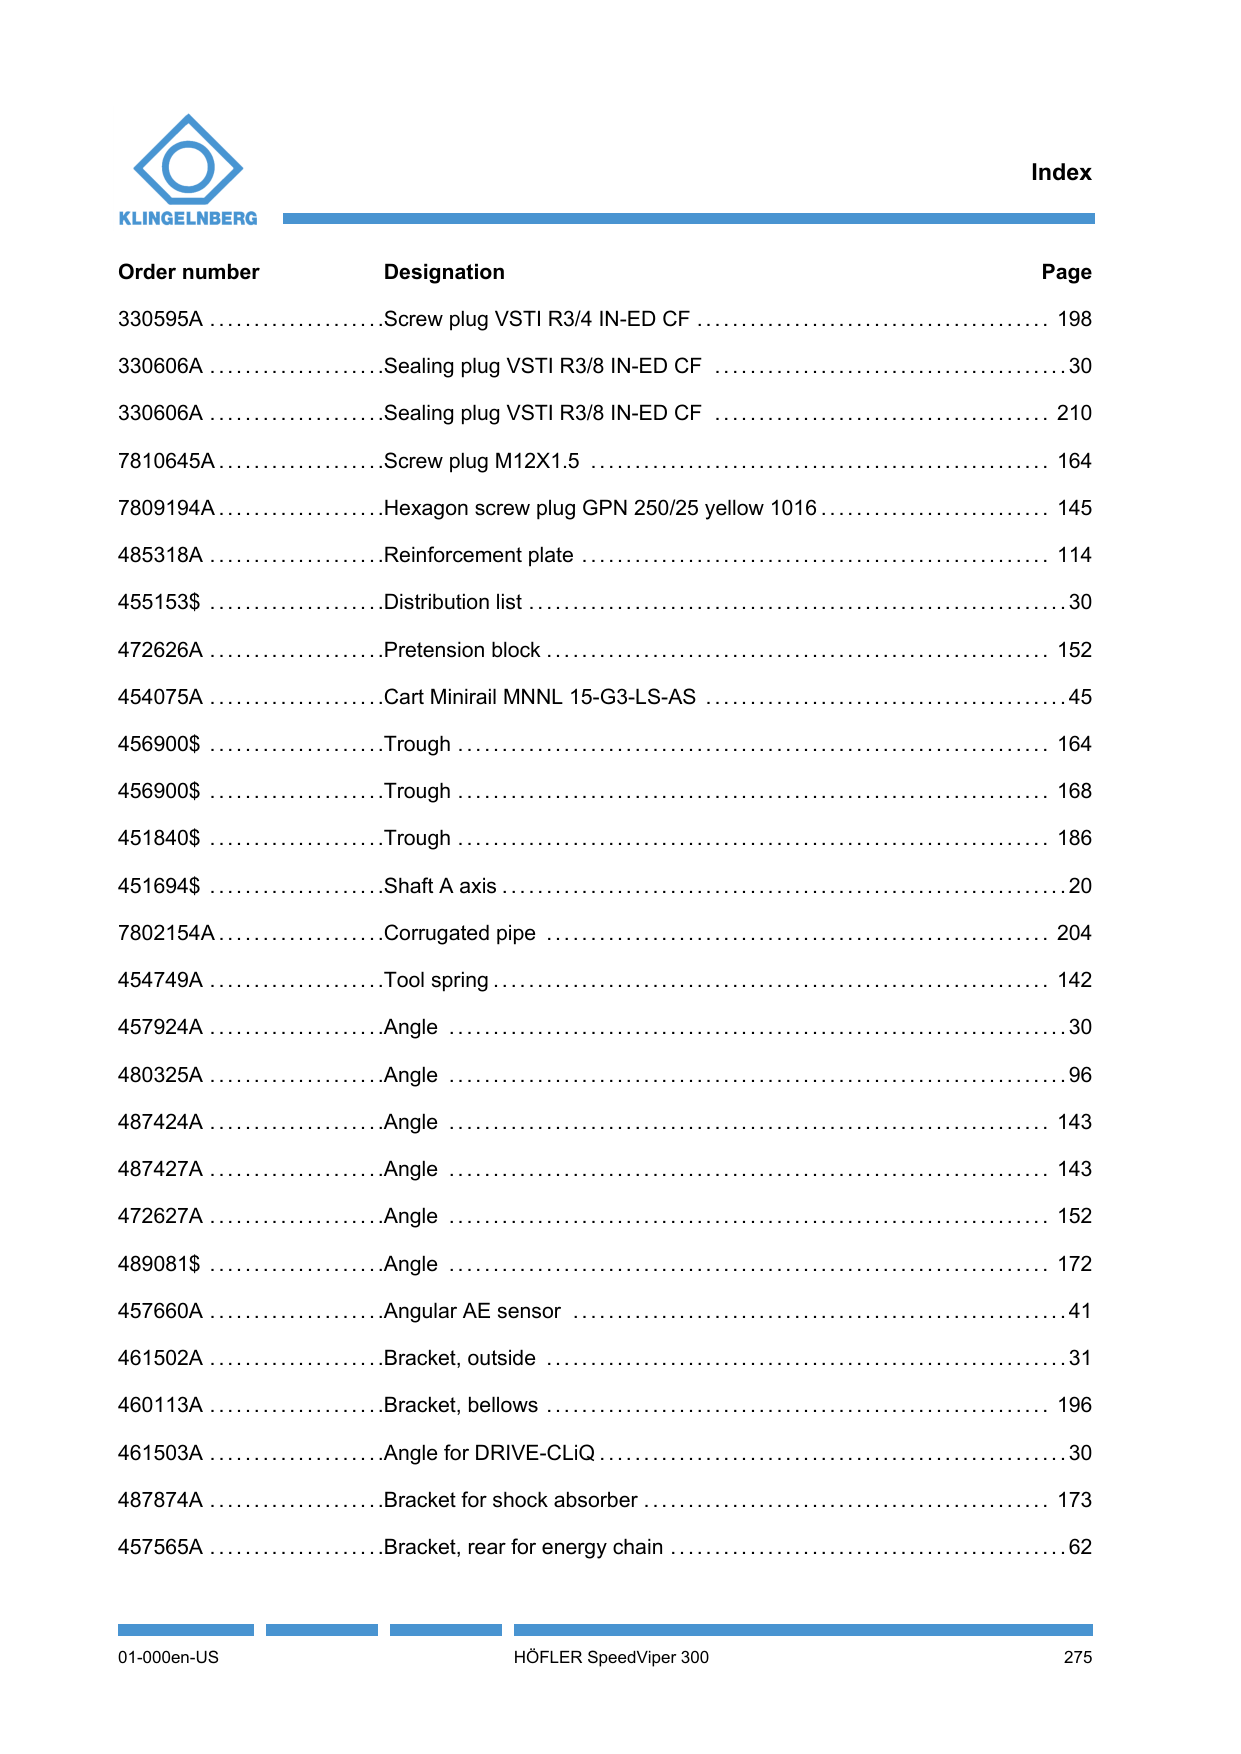 KLINGELNBERG
Index
Order number Designation Page
330595A ....................Screw plug VSTI R3/4 IN-ED CF ........................................ 198
330606A ....................Sealing plug VSTI R3/8 IN-ED CF ........................................30
330606A ....................Sealing plug VSTI R3/8 IN-ED CF ...................................... 210
7810645A...................Screw plug M12X1.5 .................................................... 164
7809194A...................Hexagon screw plug GPN 250/25 yellow 1016.......................... 145
485318A ....................Reinforcement plate ..................................................... 114
455153$ ....................Distribution list .............................................................30
472626A ....................Pretension block ......................................................... 152
454075A ....................Cart Minirail MNNL 15-G3-LS-AS .........................................45
456900$ ....................Trough ................................................................... 164
456900$ ....................Trough ................................................................... 168
451840$ ....................Trough ................................................................... 186
451694$ ....................Shaft A axis ................................................................20
7802154A...................Corrugated pipe ......................................................... 204
454749A ....................Tool spring ............................................................... 142
457924A ....................Angle ......................................................................30
480325A ....................Angle ......................................................................96
487424A ....................Angle .................................................................... 143
487427A ....................Angle .................................................................... 143
472627A ....................Angle .................................................................... 152
489081$ ....................Angle .................................................................... 172
457660A ....................Angular AE sensor ........................................................41
461502A ....................Bracket, outside ...........................................................31
460113A ....................Bracket, bellows ......................................................... 196
461503A ....................Angle for DRIVE-CLiQ.....................................................30
487874A ....................Bracket for shock absorber .............................................. 173
457565A ....................Bracket, rear for energy chain .............................................62
01-000en-US HÖFLER SpeedViper 300 275